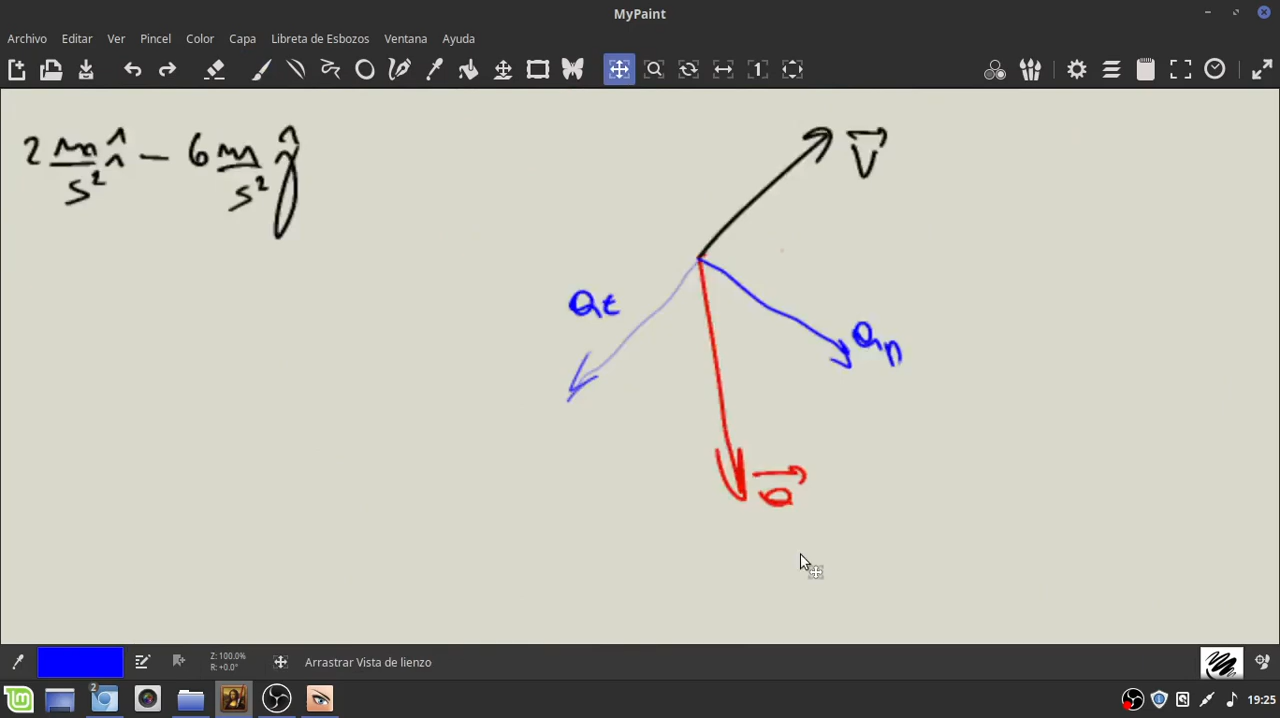 MyPaint
Archivo Editar Ver Pincel Color Capa Libreta de Esbozos Ventana Ayuda
2 m/s² î − 6 m/s² ĵ
V⃗
at
an
a⃗
Z: 100.0%
R: +0.0°
Arrastrar Vista de lienzo
2
19:25